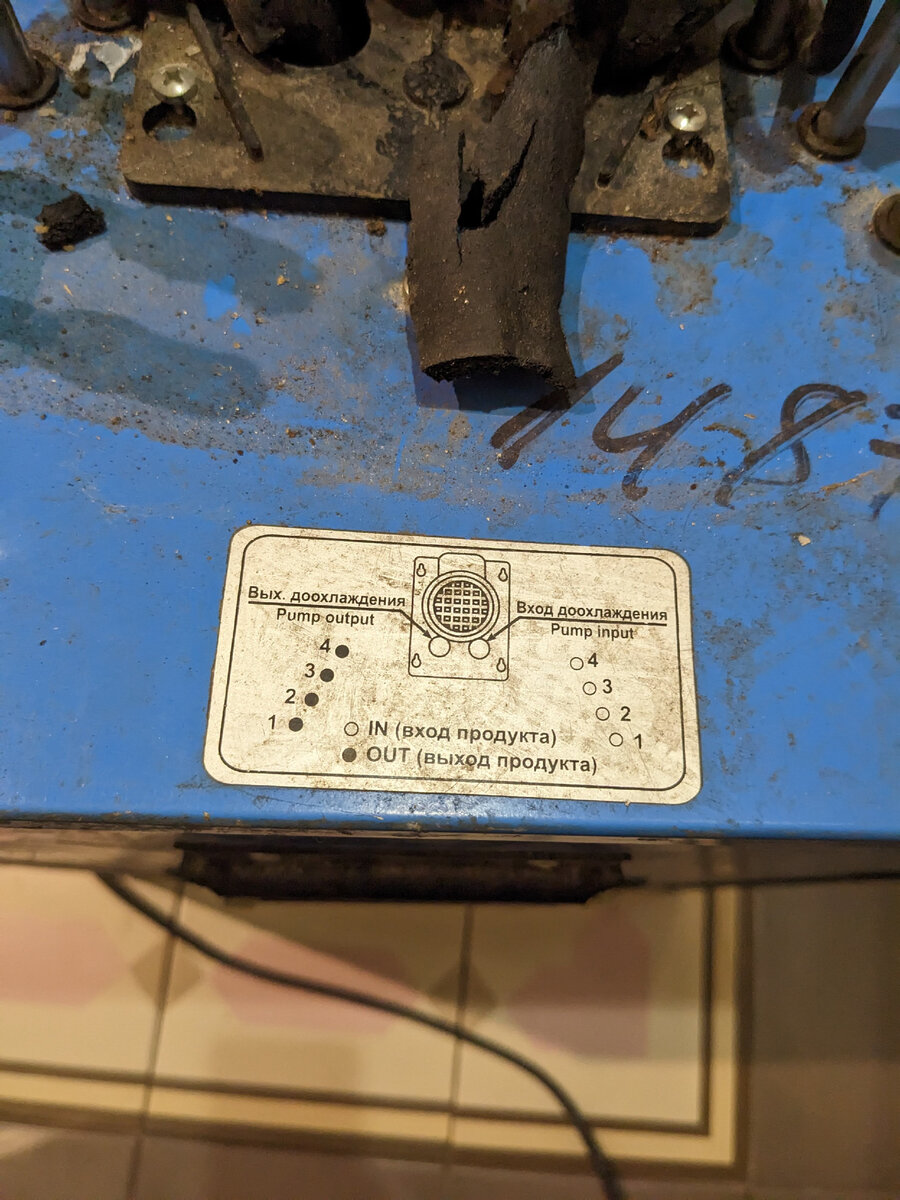 148
Вых. доохлаждения
Pump output
Вход доохлаждения
Pump input
4
3
2
1
4
3
2
1
IN (вход продукта)
OUT (выход продукта)